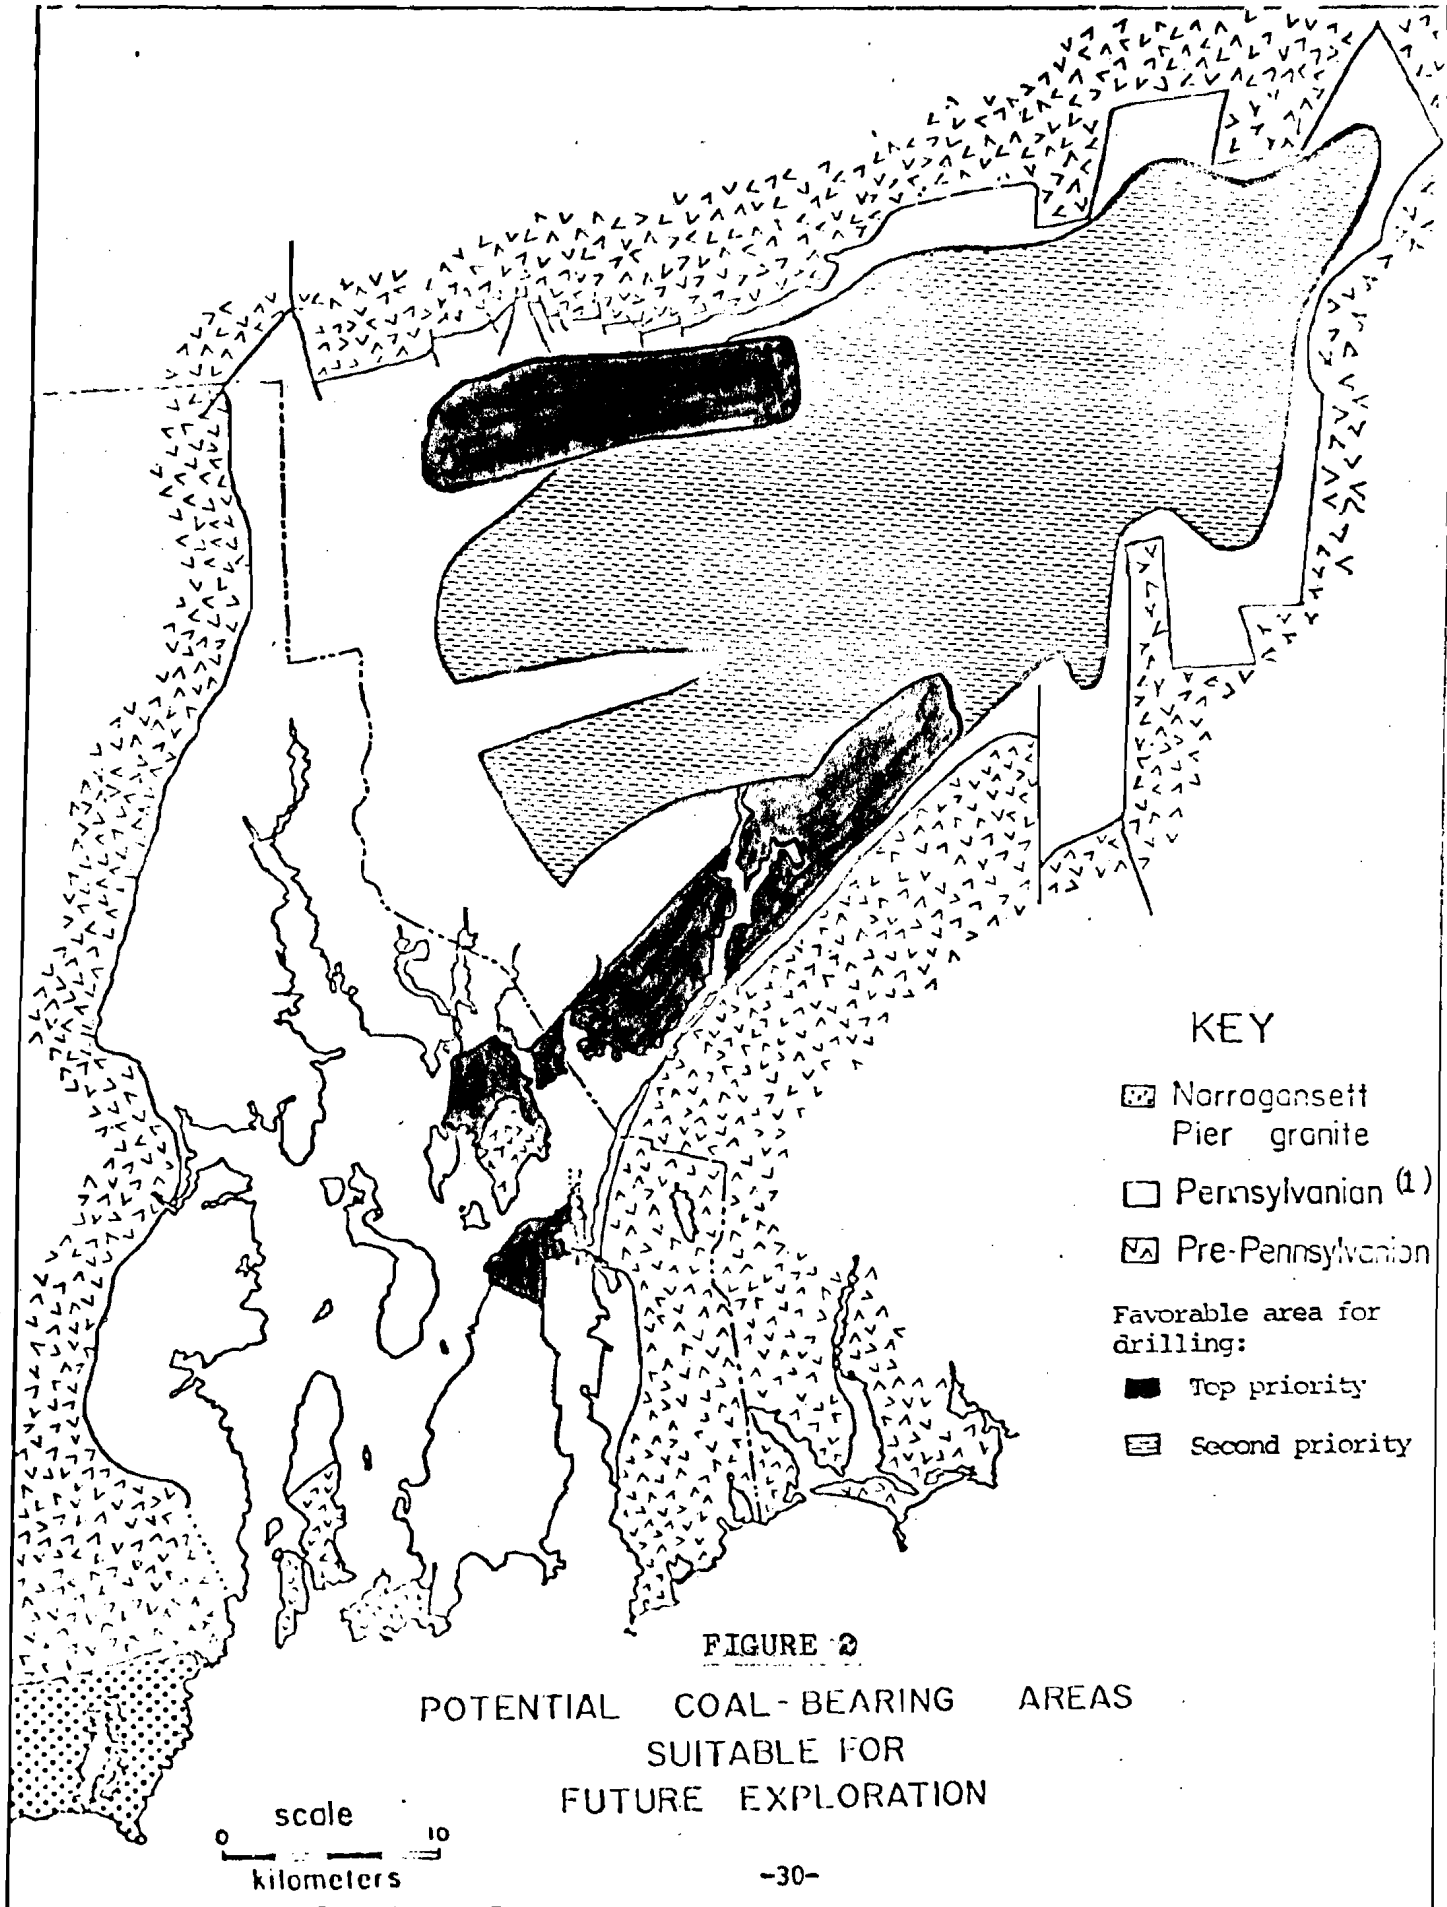 KEY
Narragansett
Pier granite
Pennsylvanian (1)
Pre-Pennsylvanian
Favorable area for
drilling:
Top priority
Second priority
FIGURE 2
POTENTIAL COAL-BEARING AREAS
SUITABLE FOR
FUTURE EXPLORATION
scale
0 10
kilometers
-30-